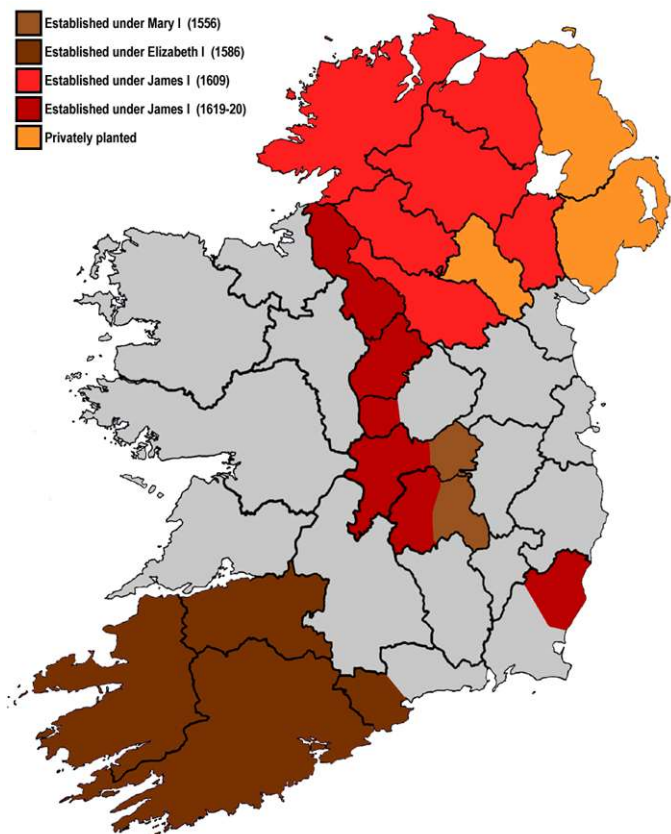 Established under Mary I (1556)
Established under Elizabeth I (1586)
Established under James I (1609)
Established under James I (1619-20)
Privately planted